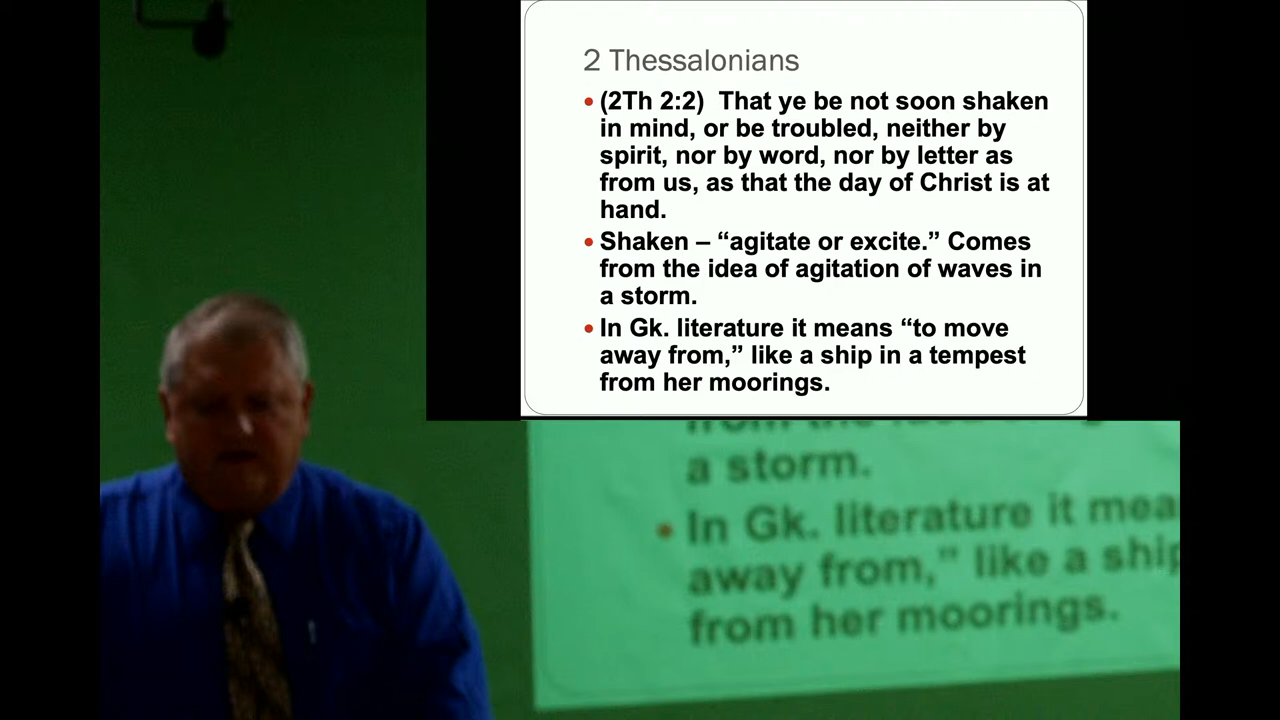 2 Thessalonians
• (2Th 2:2)  That ye be not soon shaken
in mind, or be troubled, neither by
spirit, nor by word, nor by letter as
from us, as that the day of Christ is at
hand.
• Shaken – “agitate or excite.” Comes
from the idea of agitation of waves in
a storm.
• In Gk. literature it means “to move
away from,” like a ship in a tempest
from her moorings.
a storm.
• In Gk. literature it mea
away from,” like a ship
from her moorings.